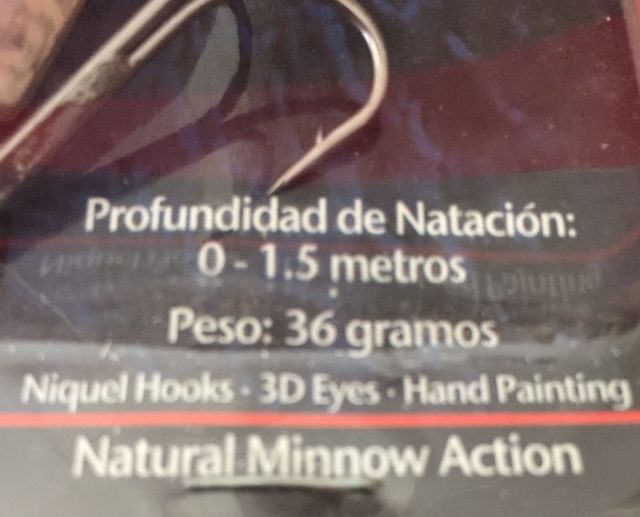 Profundidad de Natación:
0 - 1.5 metros
Peso: 36 gramos
Niquel Hooks · 3D Eyes · Hand Painting
Natural Minnow Action